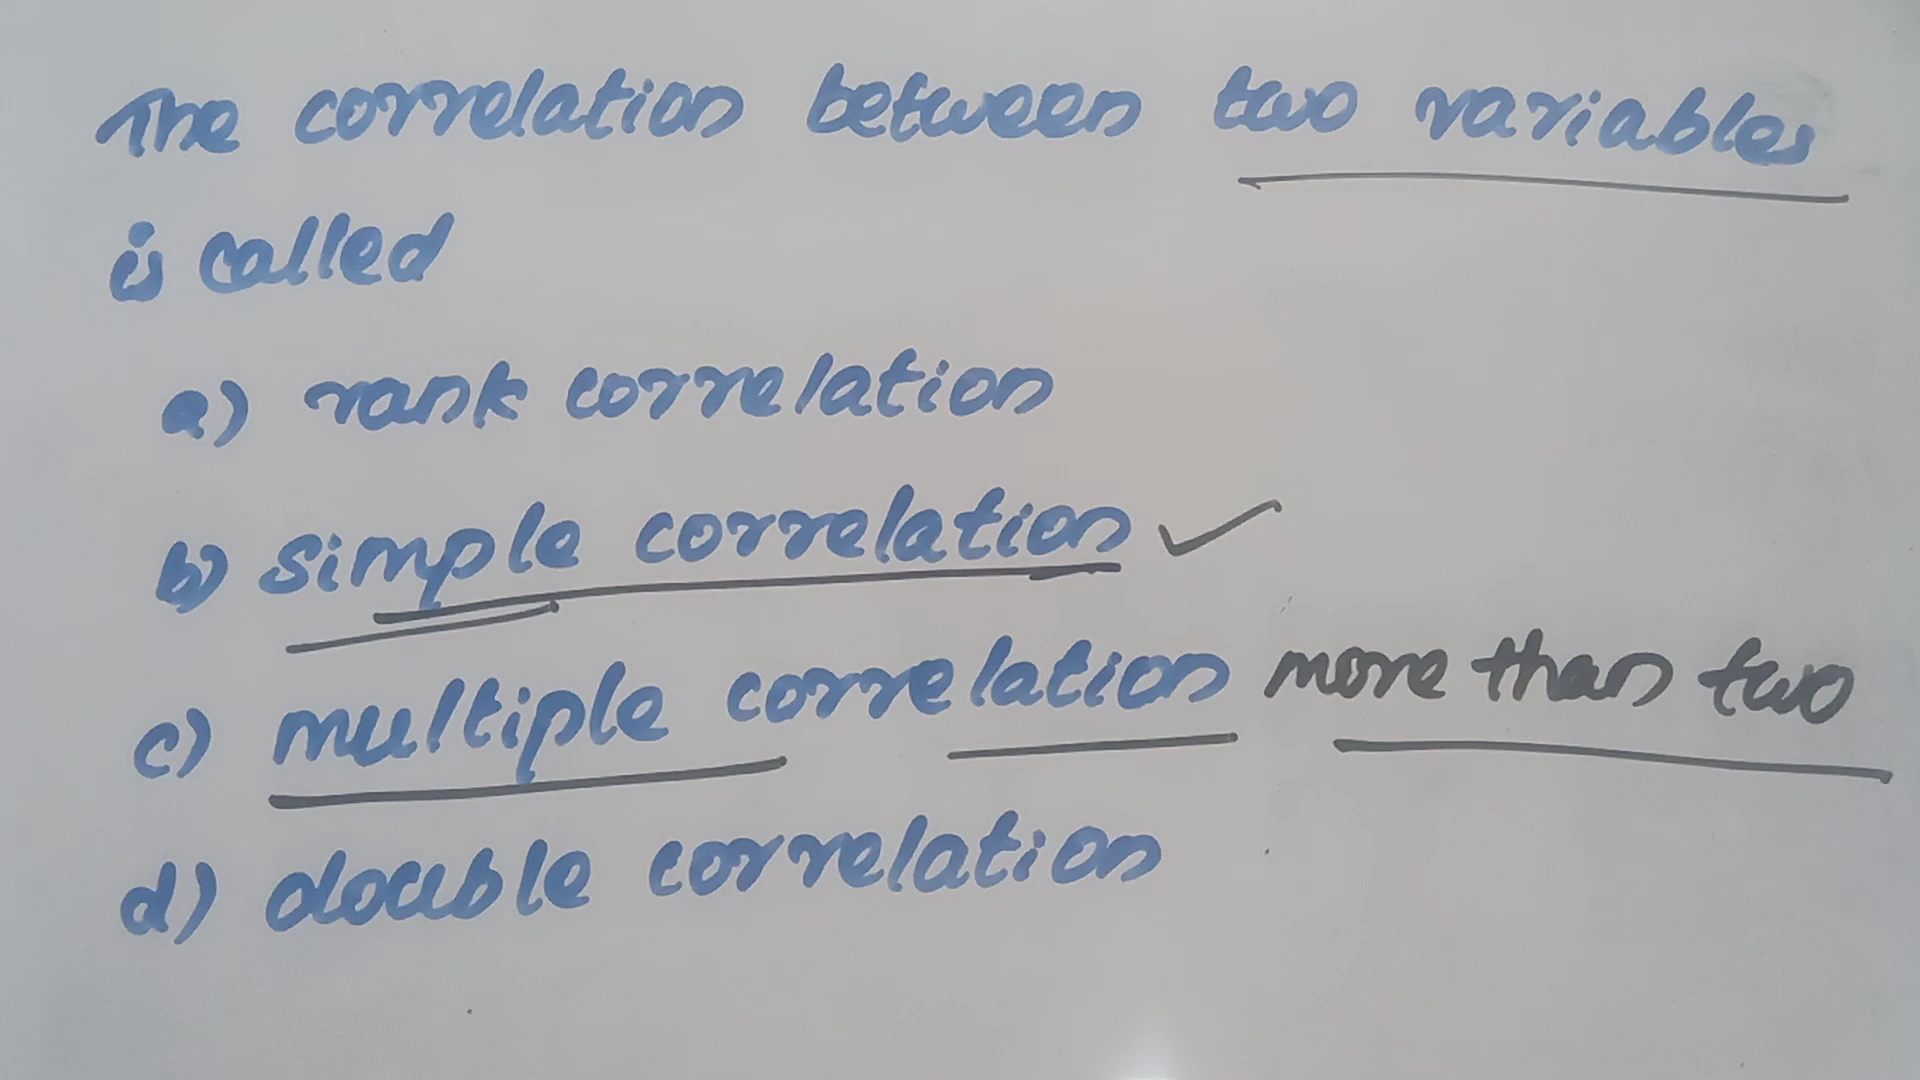 The correlation between two variables
is called
a) rank correlation
b) simple correlation ✓
c) multiple correlation more than two
d) double correlation